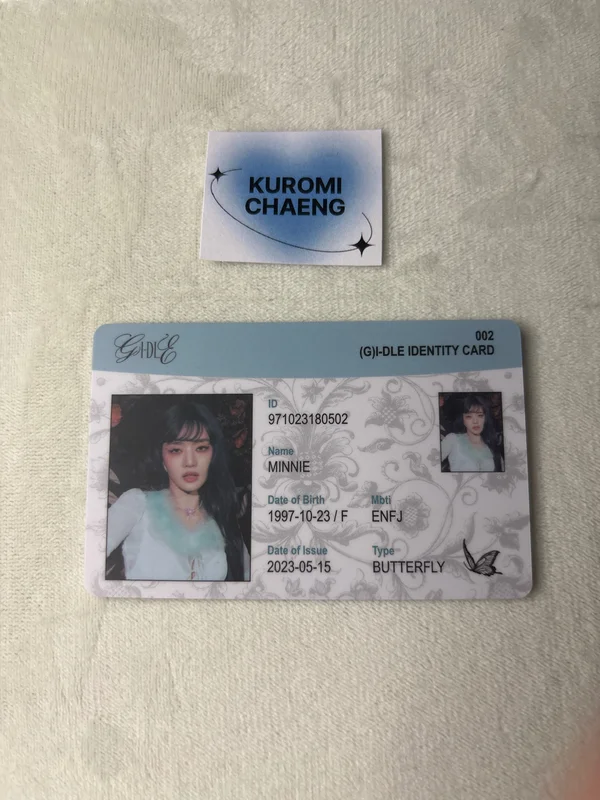 KUROMI
CHAENG
G I-DLE
002
(G)I-DLE IDENTITY CARD
ID
971023180502
Name
MINNIE
Date of Birth Mbti
1997-10-23 / F ENFJ
Date of Issue Type
2023-05-15 BUTTERFLY